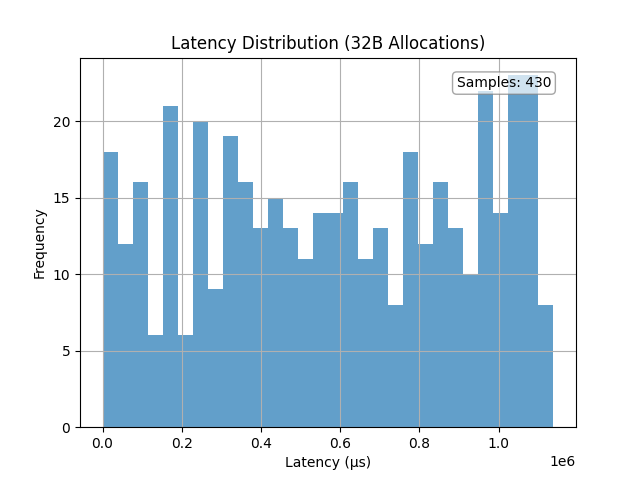 Latency Distribution (32B Allocations)
Samples: 430
Frequency
20
15
10
5
0
0.0 0.2 0.4 0.6 0.8 1.0
1e6
Latency (μs)